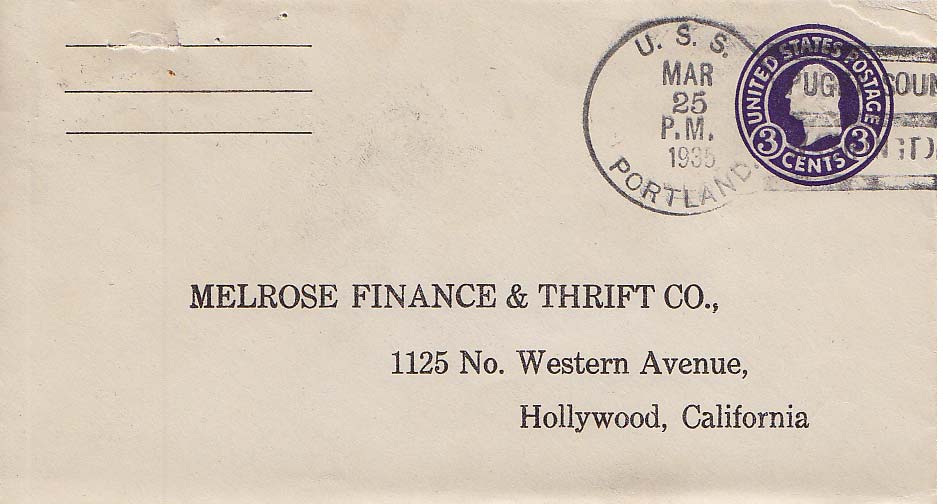 U. S. S.
MAR
25
P.M.
1935
PORTLAND.
UNITED STATES POSTAGE
3 CENTS 3
MELROSE FINANCE & THRIFT CO.,
1125 No. Western Avenue,
Hollywood, California